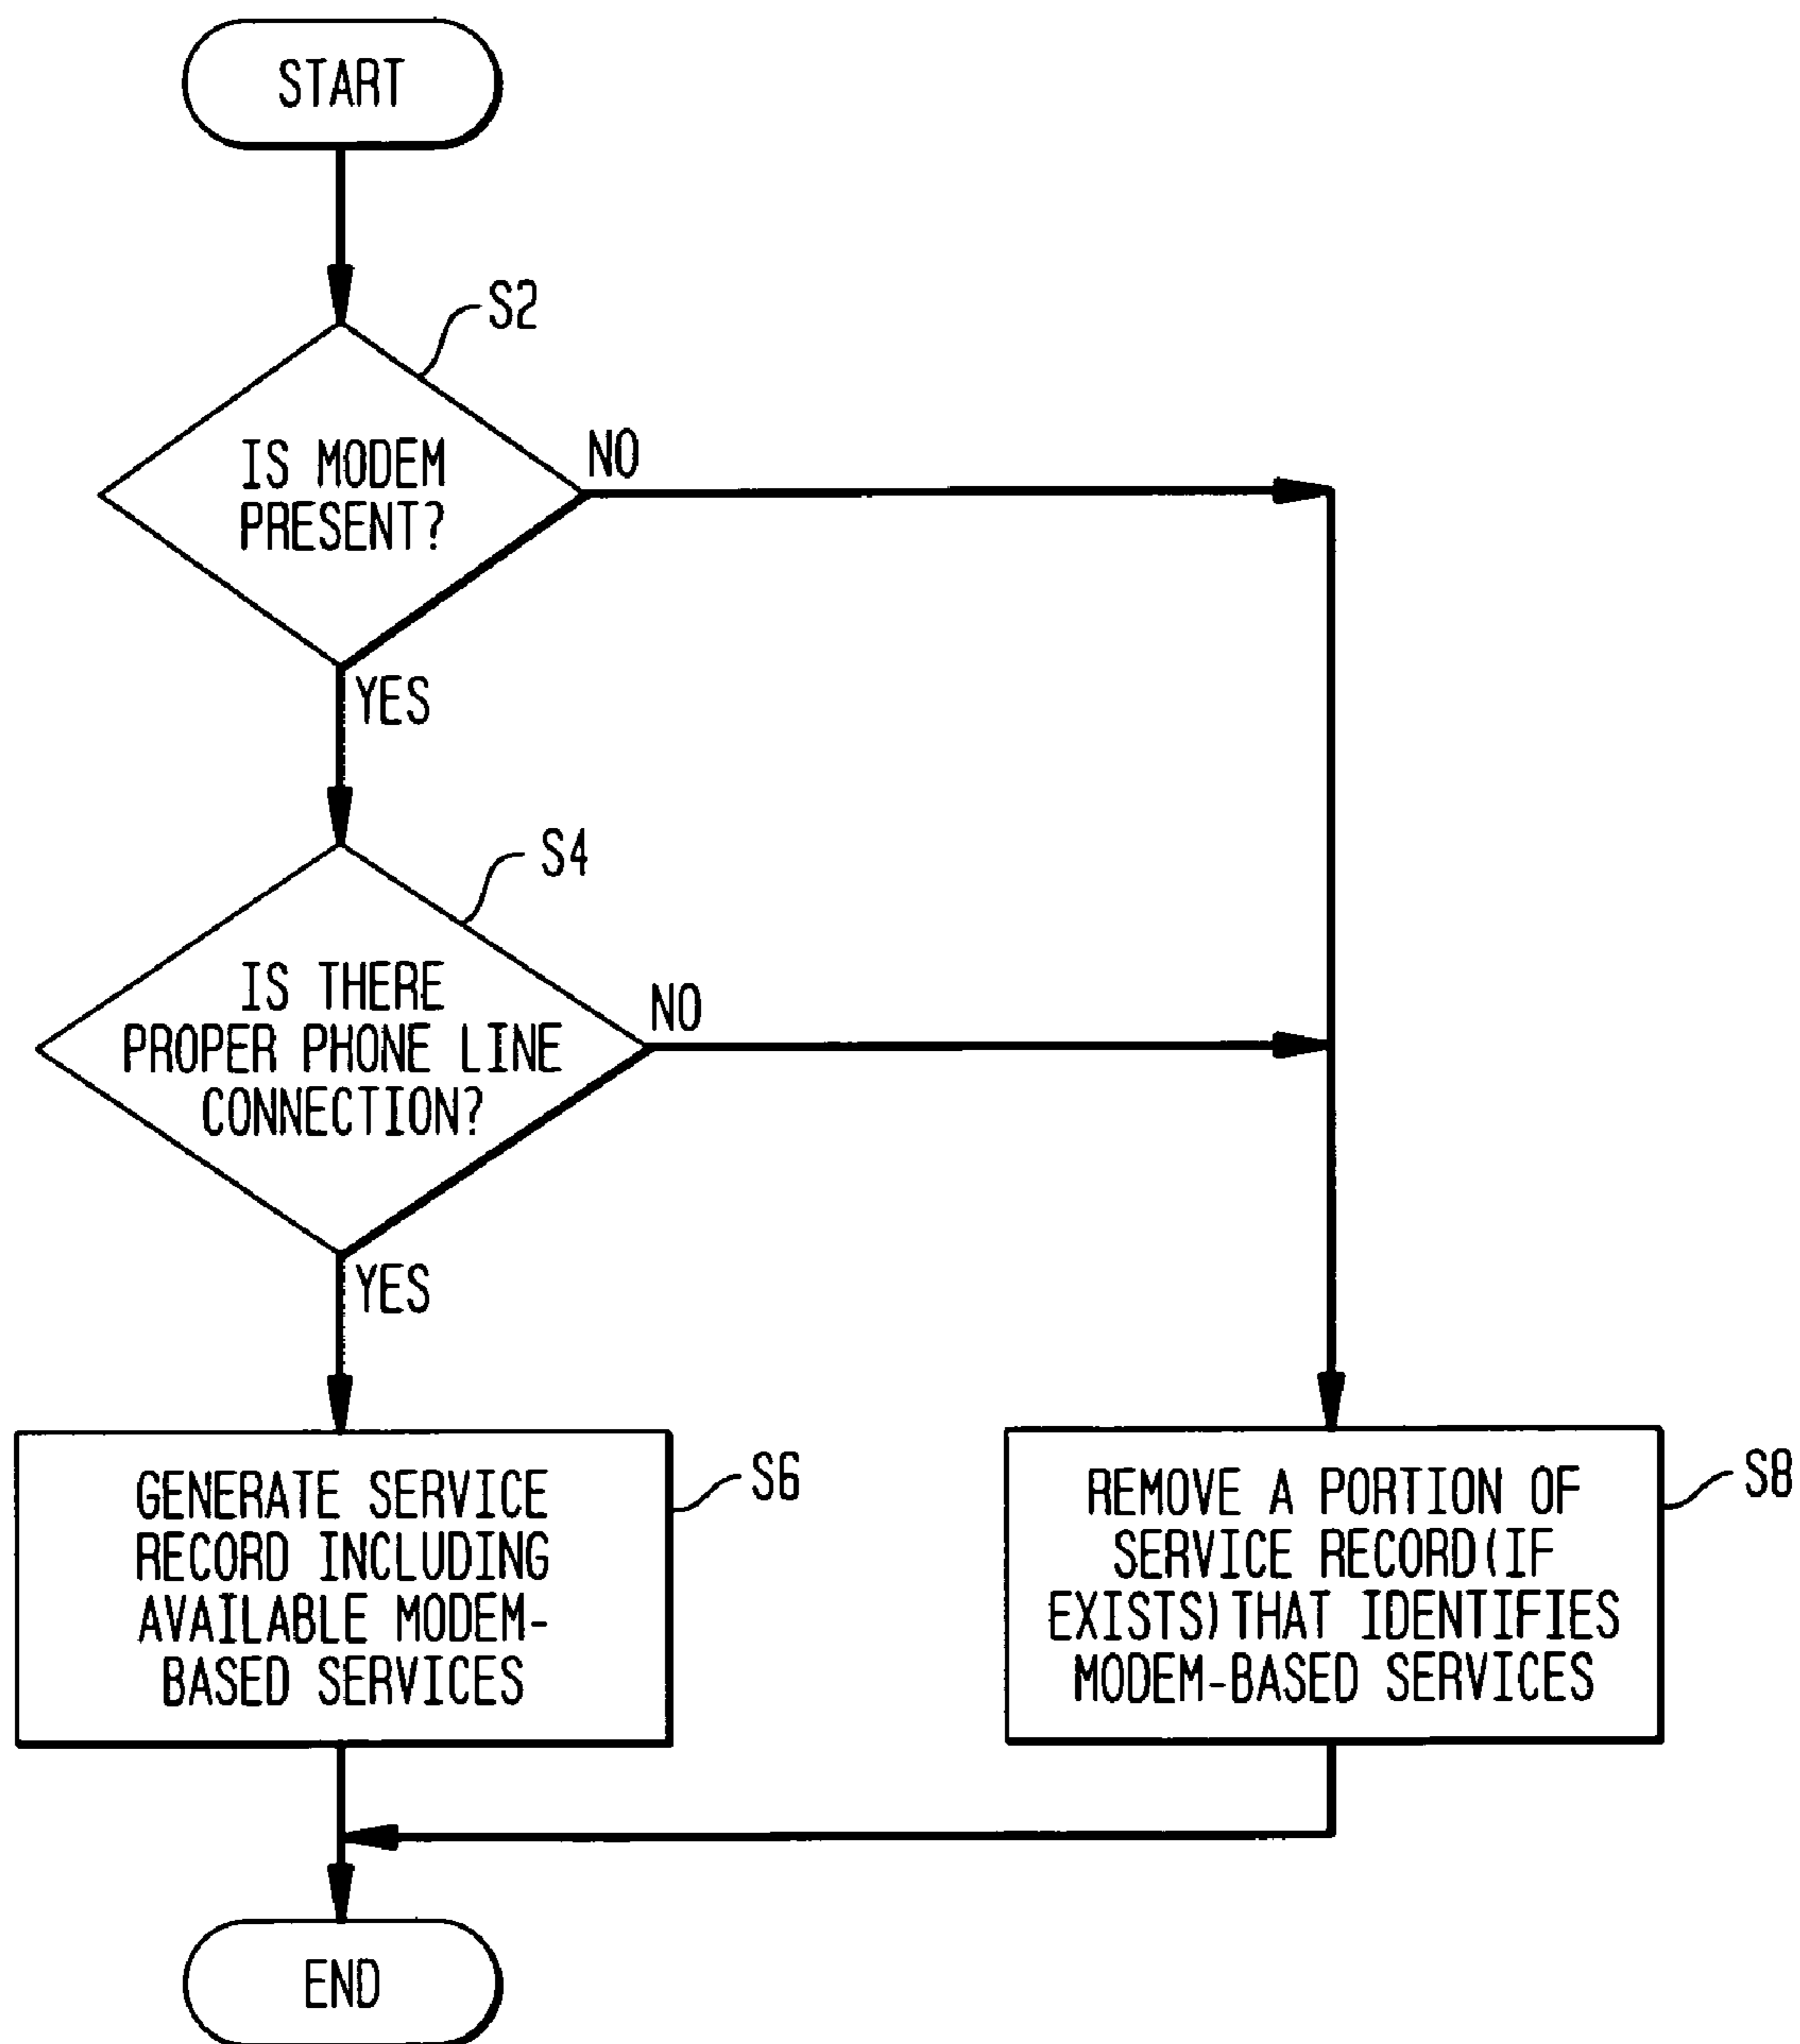 START
S2
IS MODEM
PRESENT?
NO
YES
S4
IS THERE
PROPER PHONE LINE
CONNECTION?
NO
YES
GENERATE SERVICE
RECORD INCLUDING
AVAILABLE MODEM-
BASED SERVICES
S6
REMOVE A PORTION OF
SERVICE RECORD(IF
EXISTS)THAT IDENTIFIES
MODEM-BASED SERVICES
S8
END